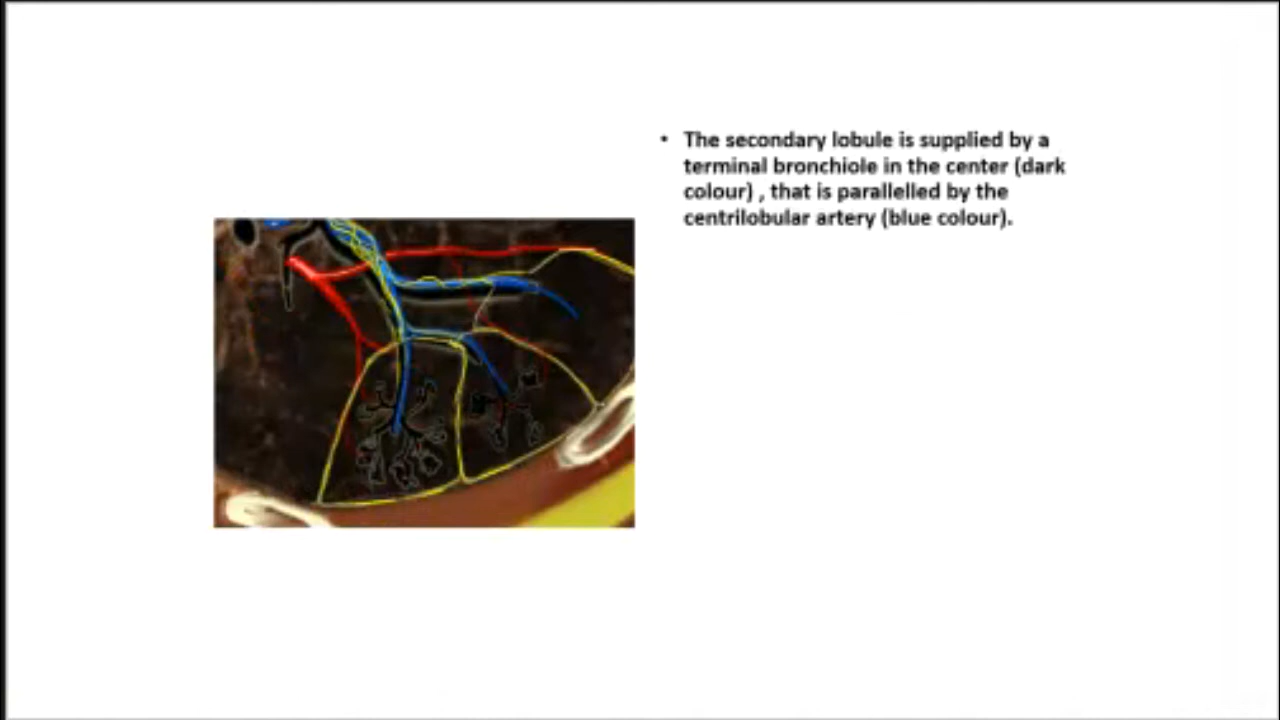 • The secondary lobule is supplied by a
terminal bronchiole in the center (dark
colour) , that is parallelled by the
centrilobular artery (blue colour).